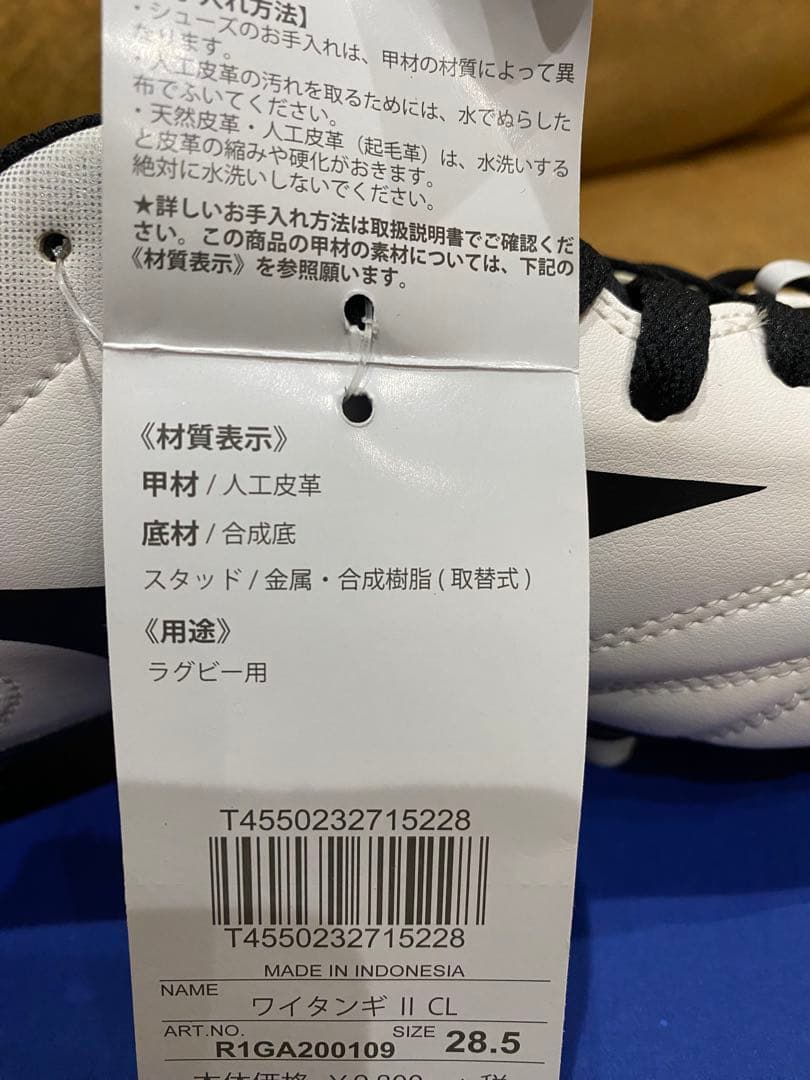 手入れ方法】
・シューズのお手入れは、甲材の材質によって異
なります。
・人工皮革の汚れを取るためには、水でぬらした
布でふいてください。
・天然皮革・人工皮革（起毛革）は、水洗いする
と皮革の縮みや硬化がおきます。
絶対に水洗いしないでください。
★詳しいお手入れ方法は取扱説明書でご確認くだ
さい。この商品の甲材の素材については、下記の
《材質表示》を参照願います。
《材質表示》
甲材 / 人工皮革
底材 / 合成底
スタッド / 金属・合成樹脂 ( 取替式 )
《用途》
ラグビー用
T4550232715228
T4550232715228
MADE IN INDONESIA
NAME ワイタンギ II CL
ART.NO. R1GA200109 SIZE 28.5
本体価格 + 税